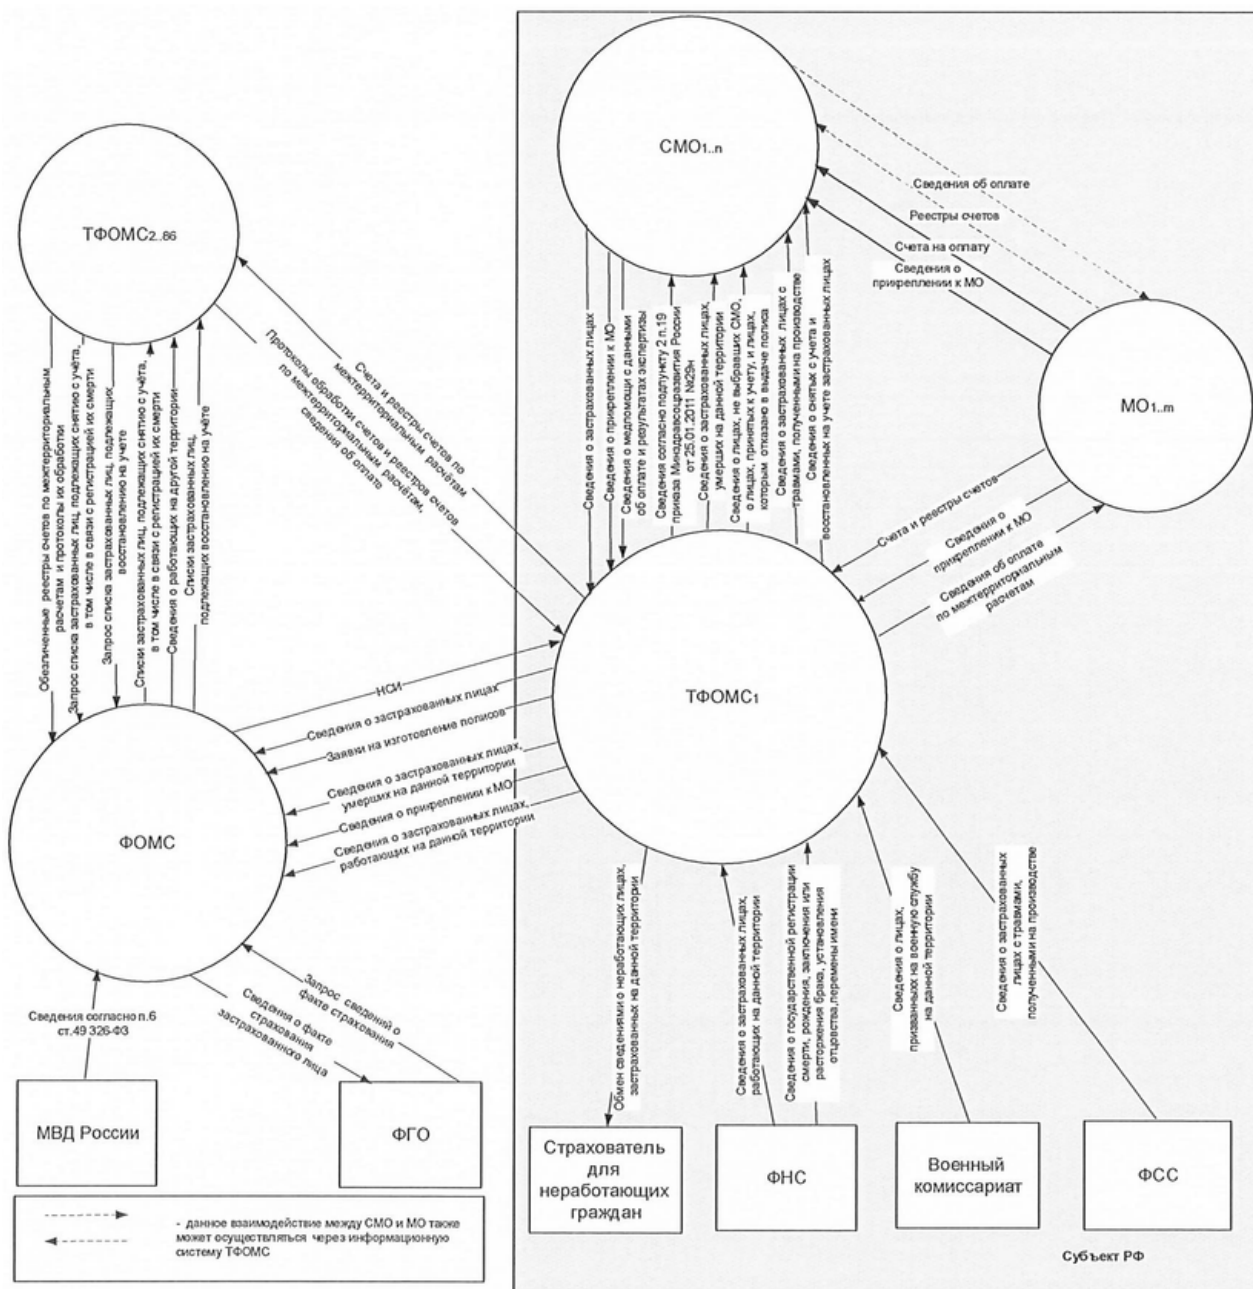 СМО1..n
ТФОМС2..86
МО1..m
Сведения об оплате
Реестры счетов
Счета на оплату
Сведения о
прикреплении к МО
Счета и реестры счетов по
межтерриториальным расчётам
Протоколы обработки счетов и реестров счетов
по межтерриториальным расчётам,
сведения об оплате
Обезличенные реестры счетов по межтерриториальным
расчетам и протоколы их обработки
Запрос списка застрахованных лиц, подлежащих снятию с учёта,
в том числе в связи с регистрацией их смерти
Запрос списка застрахованных лиц, подлежащих
восстановлению на учете
Списки застрахованных лиц, подлежащих снятию с учёта,
в том числе в связи с регистрацией их смерти
Сведения о работающих на другой территории
Списки застрахованных лиц,
подлежащих восстановлению на учёте
Сведения о застрахованных лицах
Сведения о прикреплении к МО
Сведения о медпомощи с данными
об оплате и результатах экспертизы
Сведения согласно подпункту 2 п.19
приказа Минздравсоцразвития России
от 25.01.2011 №29н
Сведения о застрахованных лицах,
умерших на данной территории
Сведения о лицах, не выбравших СМО,
о лицах, принятых к учету, и лицах,
которым отказано в выдаче полиса
Сведения о застрахованных лицах с
травмами, полученными на производстве
Сведения о снятых с учета и
восстановленных на учете застрахованных лицах
Счета и реестры счетов
Сведения о
прикреплении к МО
Сведения об оплате
по межтерриториальным
расчетам
ТФОМС1
НСИ
Сведения о застрахованных лицах
Заявки на изготовление полисов
Сведения о застрахованных лицах,
умерших на данной территории
Сведения о прикреплении к МО
Сведения о застрахованных лицах,
работающих на данной территории
ФОМС
Сведения согласно п.6
ст.49 326-ФЗ
Запрос сведений о
факте страхования
Сведения о факте
страхования
застрахованного лица
Обмен сведениями о неработающих лицах,
застрахованных на данной территории
Сведения о застрахованных лицах,
работающих на данной территории
Сведения о государственной регистрации
смерти, рождения, заключения или
расторжения брака, установления
отцовства,перемены имени
Сведения о лицах,
призванных на военную службу
на данной территории
Сведения о застрахованных
лицах с травмами,
полученными на производстве
МВД России
ФГО
Страхователь
для
неработающих
граждан
ФНС
Военный
комиссариат
ФСС
- данное взаимодействие между СМО и МО также
может осуществляться через информационную
систему ТФОМС
Субъект РФ